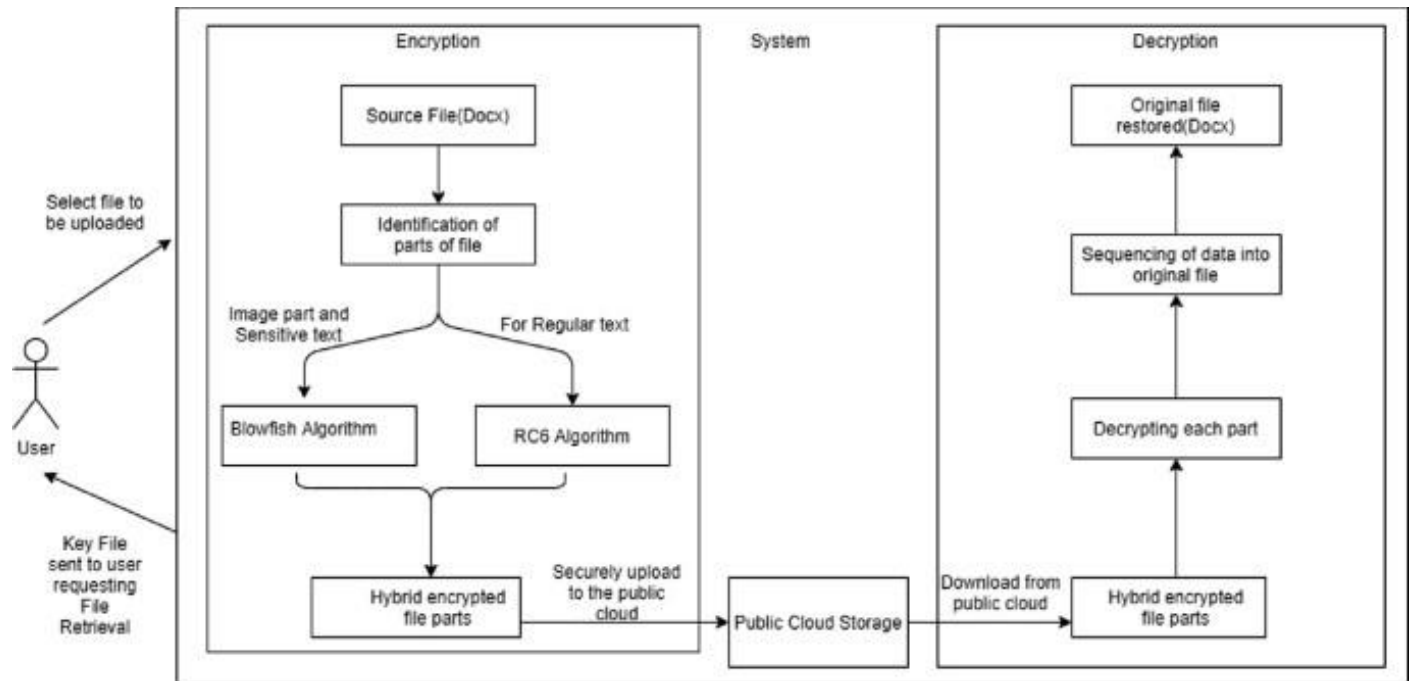 Encryption
System
Decryption
Source File(Docx)
Original file
restored(Docx)
Select file to
be uploaded
Identification of
parts of file
Sequencing of data into
original file
Image part and
Sensitive text
For Regular text
User
Blowfish Algorithm
RC6 Algorithm
Decrypting each part
Key File
sent to user
requesting
File
Retrieval
Hybrid encrypted
file parts
Securely upload
to the public
cloud
Public Cloud Storage
Download from
public cloud
Hybrid encrypted
file parts